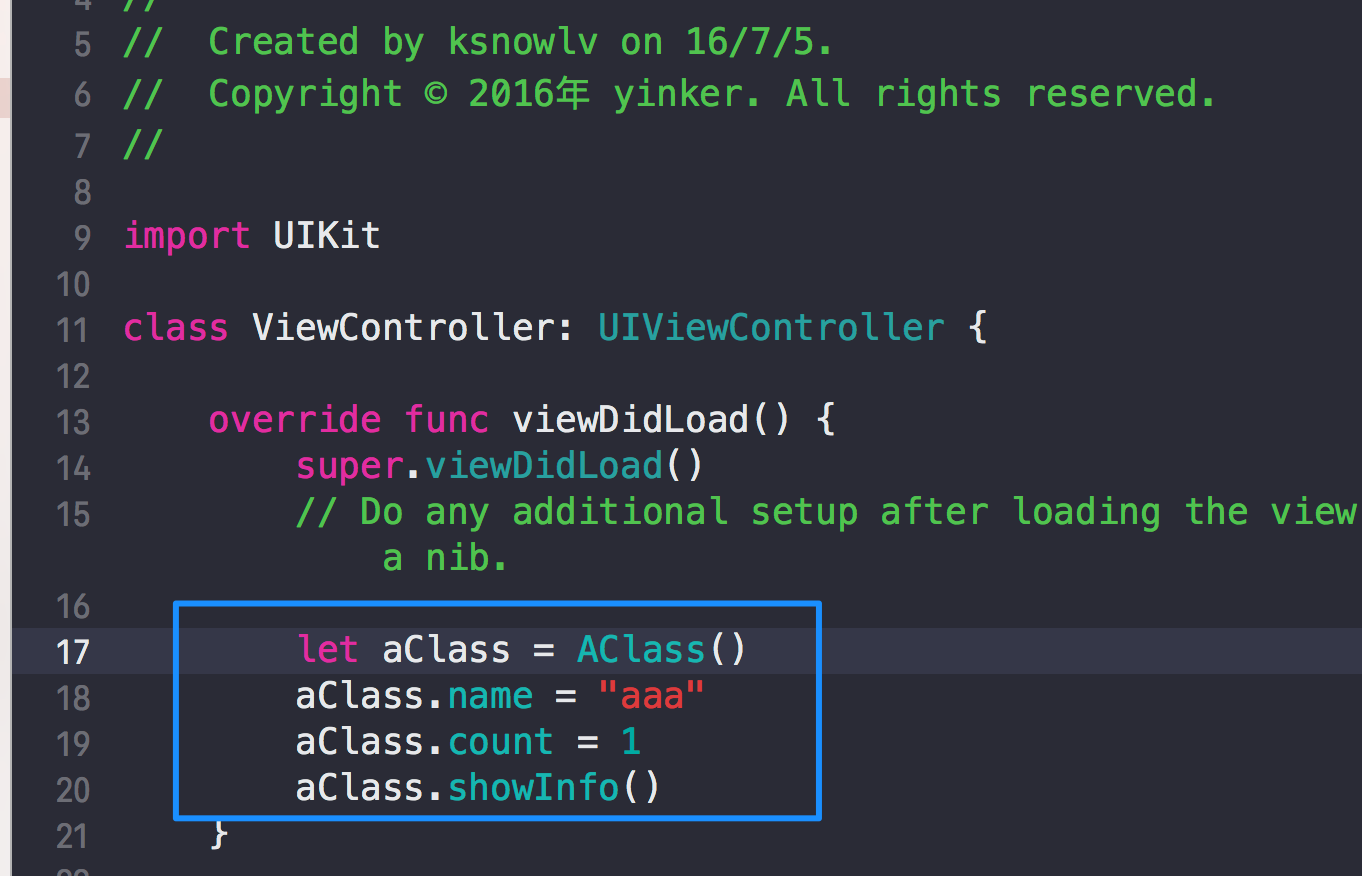 4 //
5 //  Created by ksnowlv on 16/7/5.
6 //  Copyright © 2016年 yinker. All rights reserved.
7 //
8
9 import UIKit
10
11 class ViewController: UIViewController {
12
13     override func viewDidLoad() {
14         super.viewDidLoad()
15         // Do any additional setup after loading the view
            a nib.
16
17         let aClass = AClass()
18         aClass.name = "aaa"
19         aClass.count = 1
20         aClass.showInfo()
21     }
22